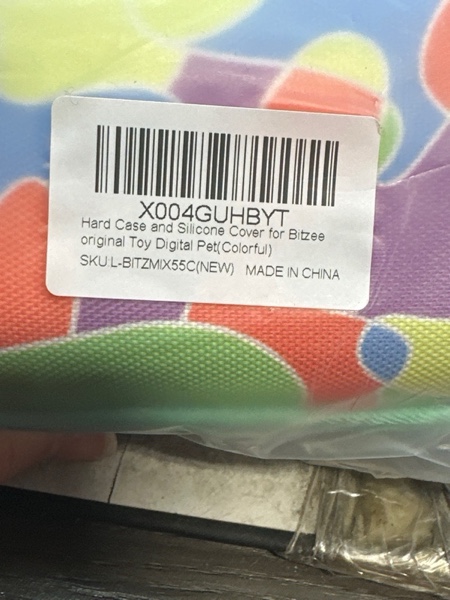 X004GUHBYT
Hard Case and Silicone Cover for Bitzee
original Toy Digital Pet(Colorful)
SKU:L-BITZMIX55C(NEW) MADE IN CHINA